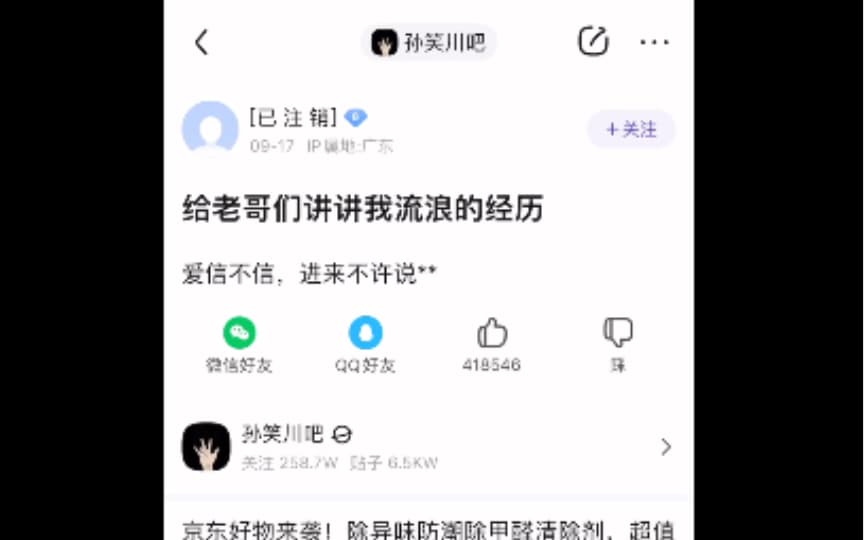 孙笑川吧
[已 注 销]
+关注
09-17 IP属地:广东
给老哥们讲讲我流浪的经历
爱信不信，进来不许说**
微信好友 QQ好友 418546 踩
孙笑川吧
关注 258.7W 贴子 6.5KW
京东好物来袭！除异味防潮除甲醛清除剂，超值